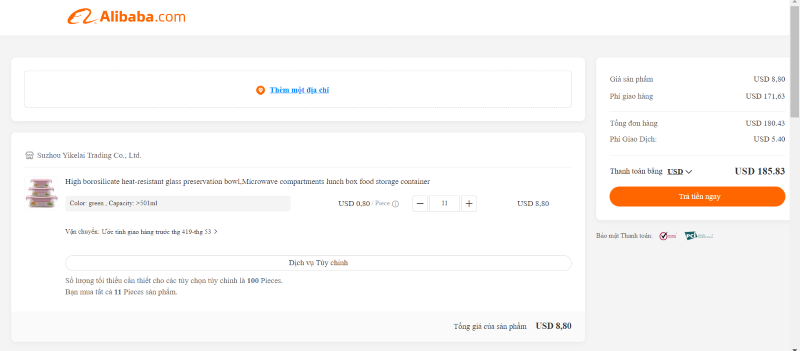 Alibaba.com
Thêm một địa chỉ
Suzhou Yikelai Trading Co., Ltd.
High borosilicate heat-resistant glass preservation bowl,Microwave compartments lunch box food storage container
Color: green , Capacity: >501ml
USD 0,80 / Piece
11
USD 8,80
Vận chuyển: Ước tính giao hàng trước thg 419-thg 53
Dịch vụ Tùy chỉnh
Số lượng tối thiểu cần thiết cho các tùy chọn tùy chỉnh là 100 Pieces.
Bạn mua tất cả 11 Pieces sản phẩm.
Tổng giá của sản phẩm USD 8,80
Giá sản phẩm USD 8,80
Phí giao hàng USD 171,63
Tổng đơn hàng USD 180.43
Phí Giao Dịch: USD 5.40
Thanh toán bằng USD USD 185.83
Trả tiền ngay
Bảo mật Thanh toán: